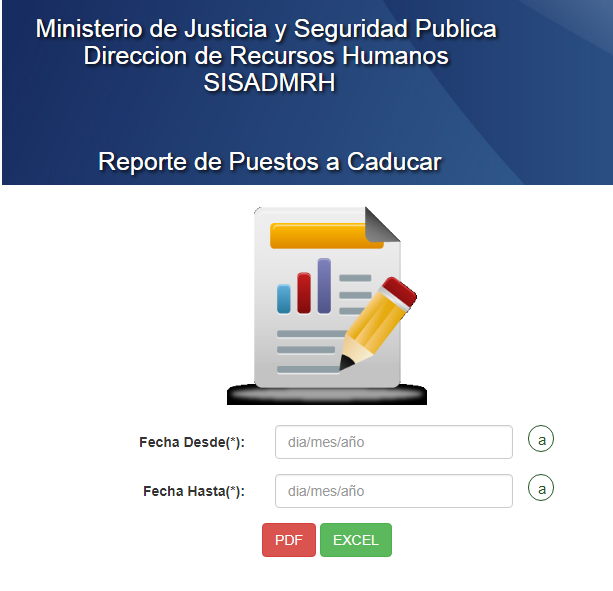 Ministerio de Justicia y Seguridad Publica
Direccion de Recursos Humanos
SISADMRH
Reporte de Puestos a Caducar
Fecha Desde(*): dia/mes/año a
Fecha Hasta(*): dia/mes/año a
PDF EXCEL